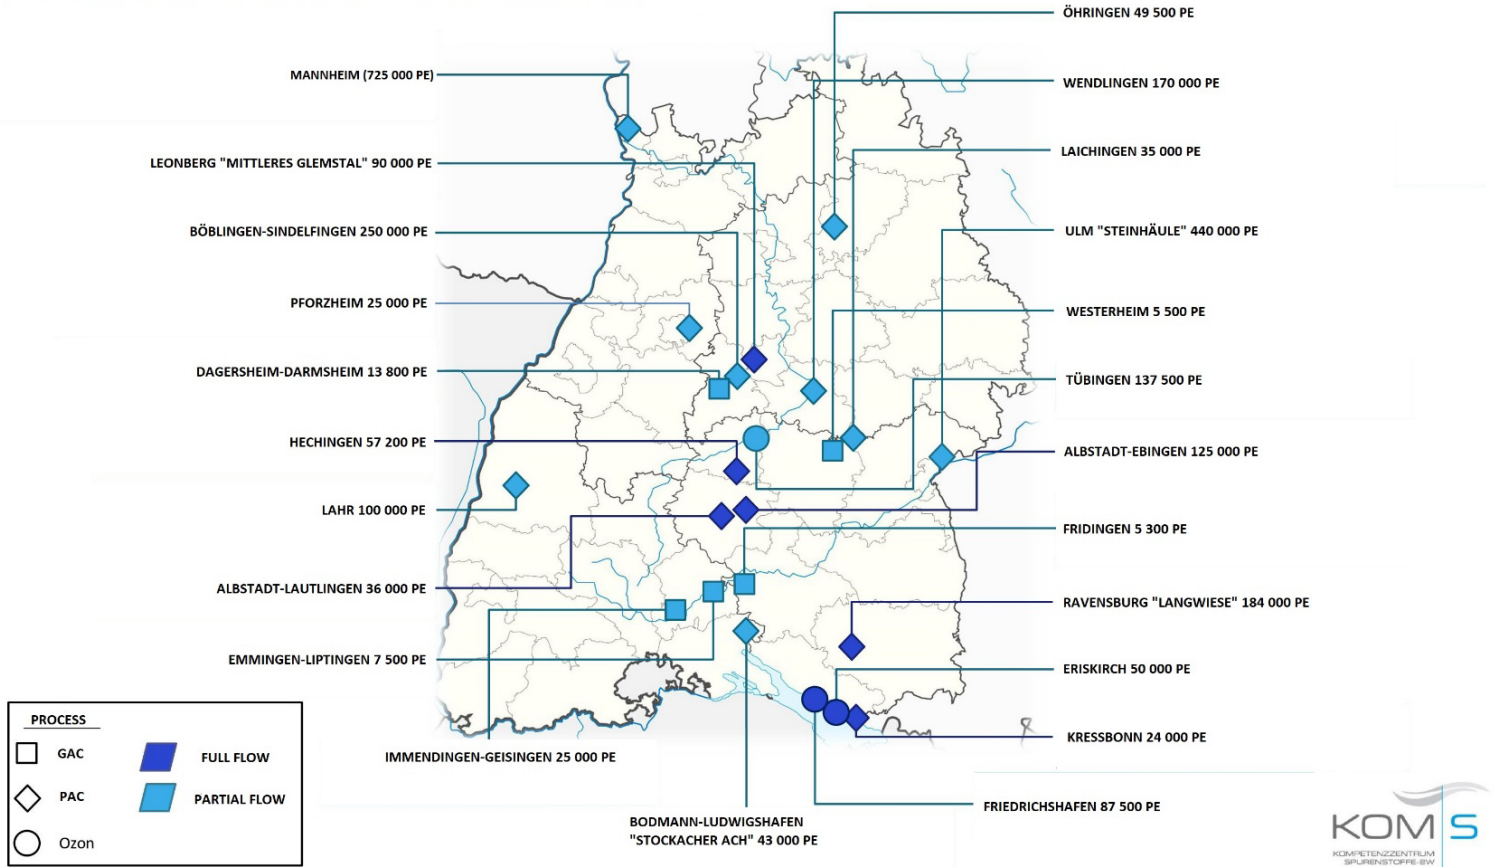 ÖHRINGEN 49 500 PE
MANNHEIM (725 000 PE)
WENDLINGEN 170 000 PE
LEONBERG "MITTLERES GLEMSTAL" 90 000 PE
LAICHINGEN 35 000 PE
BÖBLINGEN-SINDELFINGEN 250 000 PE
ULM "STEINHÄULE" 440 000 PE
PFORZHEIM 25 000 PE
WESTERHEIM 5 500 PE
DAGERSHEIM-DARMSHEIM 13 800 PE
TÜBINGEN 137 500 PE
HECHINGEN 57 200 PE
ALBSTADT-EBINGEN 125 000 PE
LAHR 100 000 PE
FRIDINGEN 5 300 PE
ALBSTADT-LAUTLINGEN 36 000 PE
RAVENSBURG "LANGWIESE" 184 000 PE
EMMINGEN-LIPTINGEN 7 500 PE
ERISKIRCH 50 000 PE
KRESSBONN 24 000 PE
IMMENDINGEN-GEISINGEN 25 000 PE
FRIEDRICHSHAFEN 87 500 PE
BODMANN-LUDWIGSHAFEN
"STOCKACHER ACH" 43 000 PE
PROCESS
GAC
FULL FLOW
PAC
PARTIAL FLOW
Ozon
KOM S
KOMPETENZZENTRUM
SPURENSTOFFE-BW